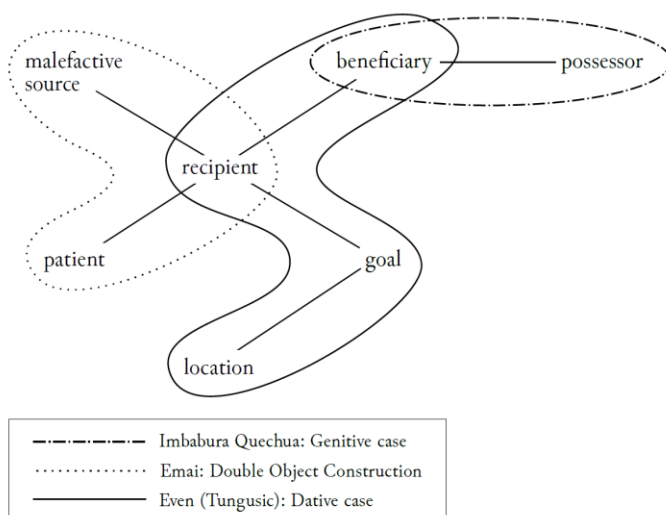 malefactive
source
beneficiary
possessor
recipient
patient
goal
location
Imbabura Quechua: Genitive case
Emai: Double Object Construction
Even (Tungusic): Dative case